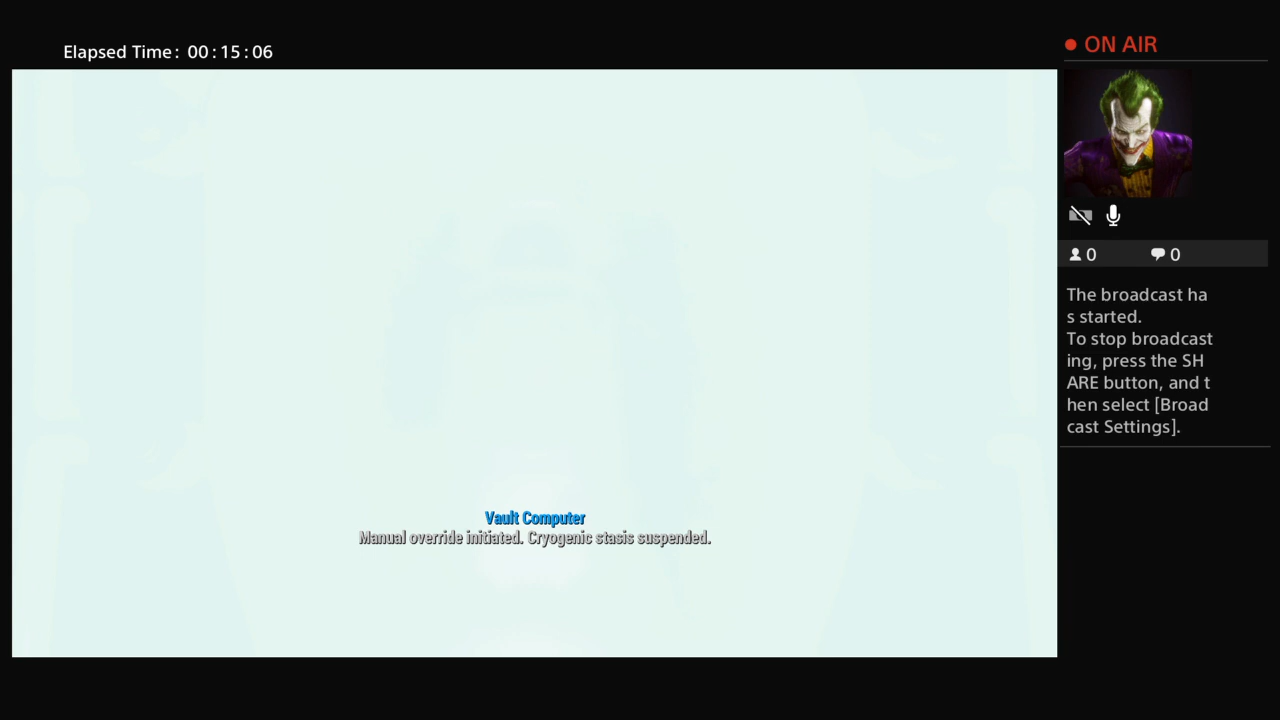 Elapsed Time: 00:15:06
ON AIR
0 0
The broadcast ha
s started.
To stop broadcast
ing, press the SH
ARE button, and t
hen select [Broad
cast Settings].
Vault Computer
Manual override initiated. Cryogenic stasis suspended.